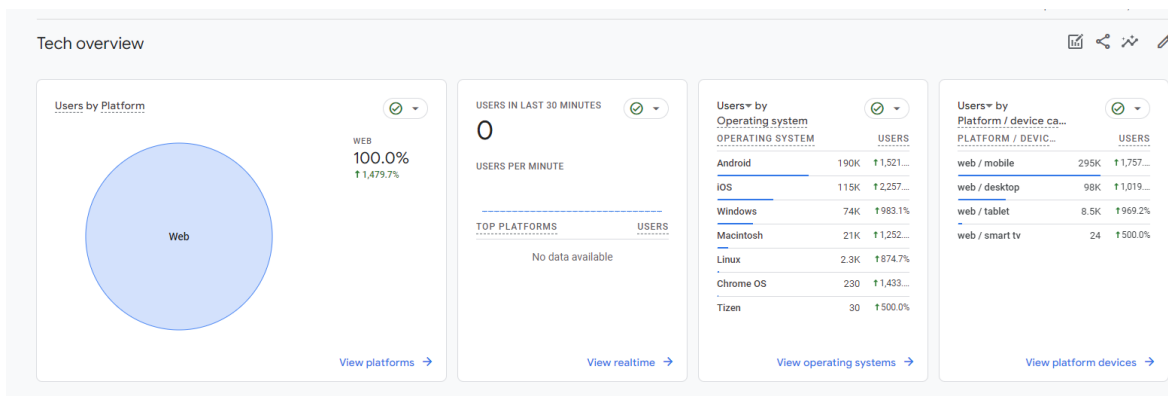 Tech overview
Users by Platform
WEB
100.0%
↑ 1,479.7%
Web
View platforms →
USERS IN LAST 30 MINUTES
0
USERS PER MINUTE
TOP PLATFORMS USERS
No data available
View realtime →
Users▾ by
Operating system
OPERATING SYSTEM USERS
Android 190K ↑ 1,521....
iOS 115K ↑ 2,257....
Windows 74K ↑ 983.1%
Macintosh 21K ↑ 1,252....
Linux 2.3K ↑ 874.7%
Chrome OS 230 ↑ 1,433....
Tizen 30 ↑ 500.0%
View operating systems →
Users▾ by
Platform / device ca...
PLATFORM / DEVIC... USERS
web / mobile 295K ↑ 1,757....
web / desktop 98K ↑ 1,019....
web / tablet 8.5K ↑ 969.2%
web / smart tv 24 ↑ 500.0%
View platform devices →